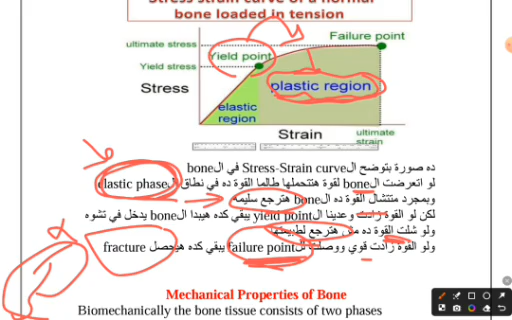 Stress strain curve of a normal
bone loaded in tension
ultimate stress
Failure point
Yield point
Yield stress
Stress
plastic region
elastic
region
Strain
ultimate
strain
ده صورة بتوضح الStress-Strain curve في الbone
لو اتعرضت الbone لقوة هتتحملها طالما القوة ده في نطاق الelastic phase
وبمجرد متتشال القوة ده الbone هترجع سليمه
لكن لو القوة زادت وعدينا الyield point يبقي كده هيبدا الbone يدخل في تشوه
ولو شلت القوة ده مش هترجع لطبيعتها
ولو القوة زادت قوي ووصلت الfailure point يبقي كده هيحصل fracture
Mechanical Properties of Bone
Biomechanically the bone tissue consists of two phases